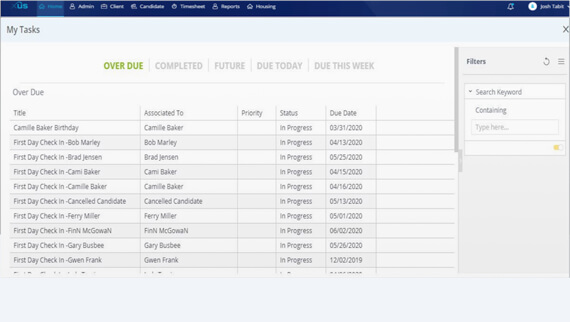 Home Admin Client Candidate Timesheet Reports Housing Josh Tabit
My Tasks X
OVER DUE COMPLETED FUTURE DUE TODAY DUE THIS WEEK
Filters
Over Due
Search Keyword
Containing
Type here...
Title Associated To Priority Status Due Date
Camille Baker Birthday Camille Baker In Progress 03/31/2020
First Day Check In -Bob Marley Bob Marley In Progress 04/13/2020
First Day Check In -Brad Jensen Brad Jensen In Progress 05/25/2020
First Day Check In -Cami Baker Cami Baker In Progress 04/15/2020
First Day Check In -Camille Baker Camille Baker In Progress 04/16/2020
First Day Check In -Cancelled Candidate Cancelled Candidate In Progress 05/13/2020
First Day Check In -Ferry Miller Ferry Miller In Progress 05/01/2020
First Day Check In -FinN McGowaN FinN McGowaN In Progress 06/02/2020
First Day Check In -Gary Busbee Gary Busbee In Progress 05/26/2020
First Day Check In -Gwen Frank Gwen Frank In Progress 12/02/2019